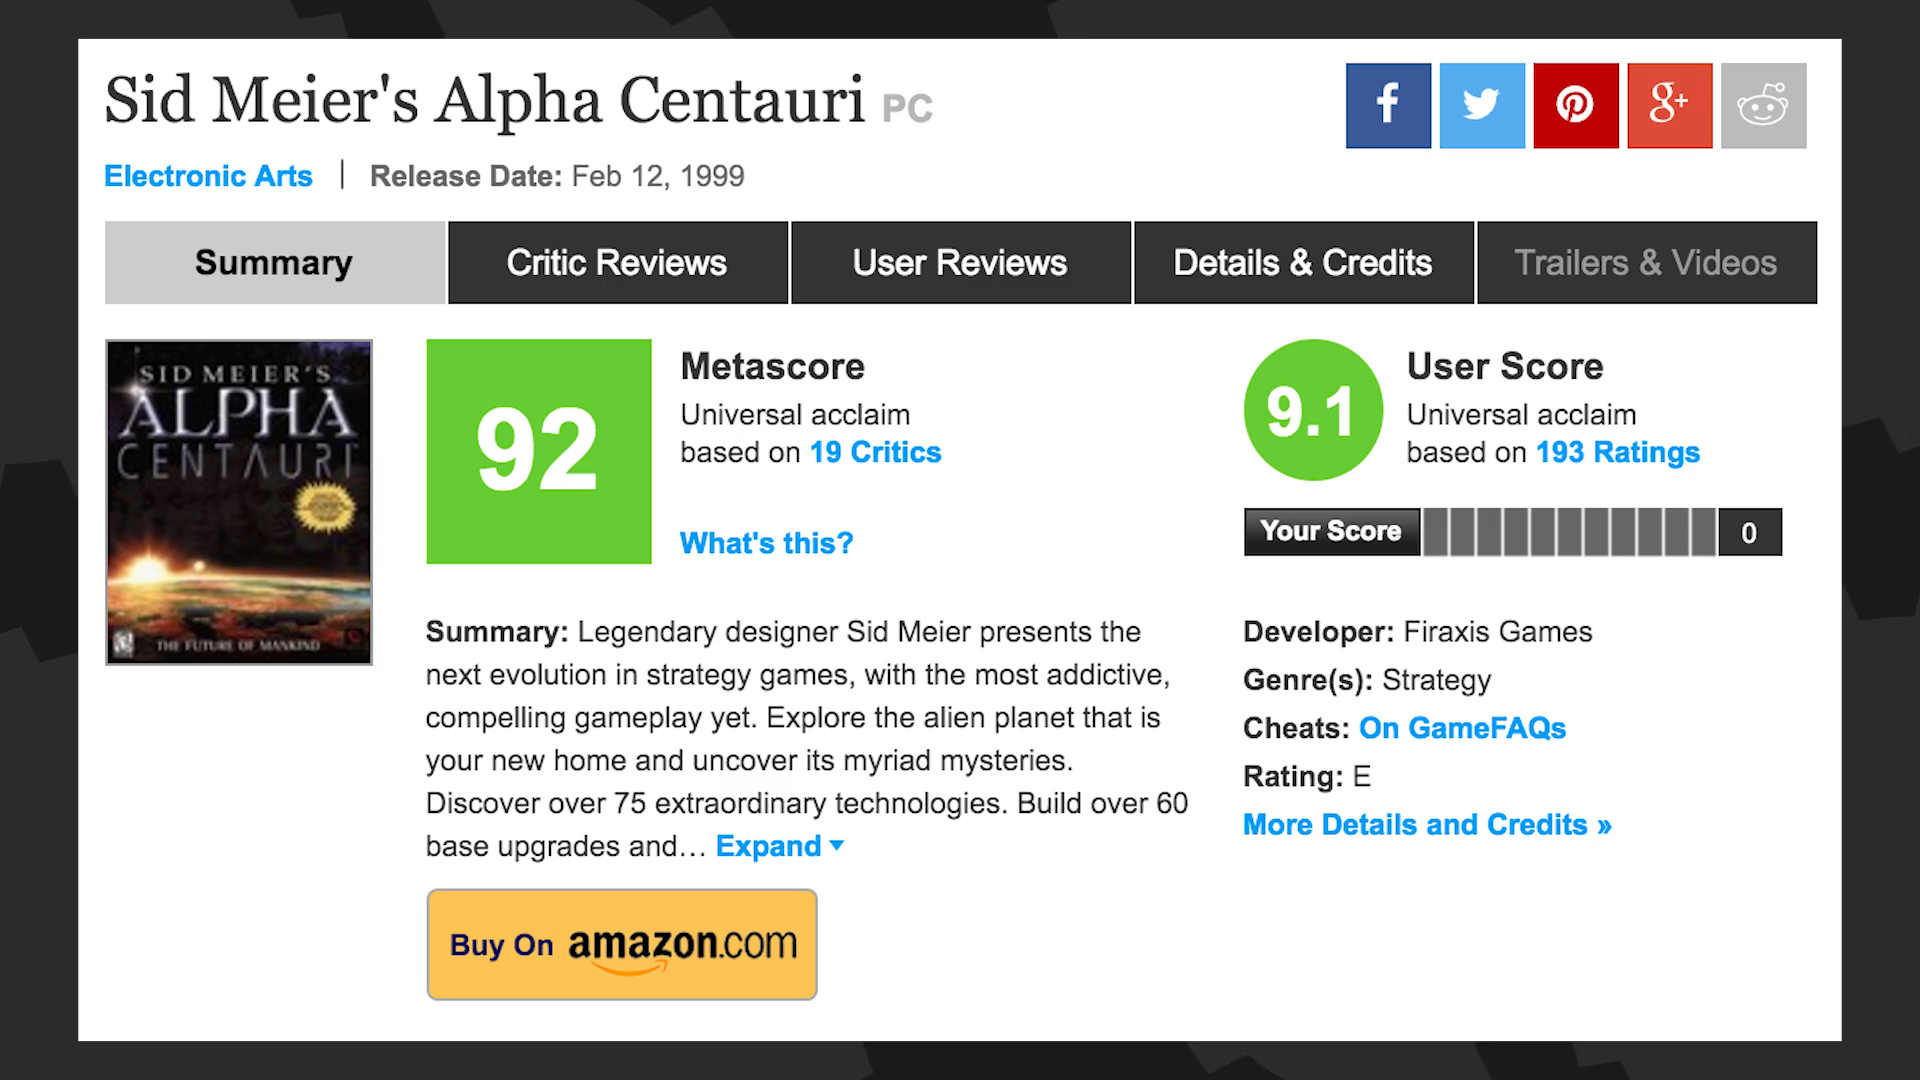 Sid Meier's Alpha Centauri PC
Electronic Arts | Release Date: Feb 12, 1999
Summary
Critic Reviews
User Reviews
Details & Credits
Trailers & Videos
SID MEIER'S
ALPHA
CENTAURI
THE FUTURE OF MANKIND
92
Metascore
Universal acclaim
based on 19 Critics
What's this?
9.1
User Score
Universal acclaim
based on 193 Ratings
Your Score
0
Summary: Legendary designer Sid Meier presents the
next evolution in strategy games, with the most addictive,
compelling gameplay yet. Explore the alien planet that is
your new home and uncover its myriad mysteries.
Discover over 75 extraordinary technologies. Build over 60
base upgrades and… Expand
Buy On amazon.com
Developer: Firaxis Games
Genre(s): Strategy
Cheats: On GameFAQs
Rating: E
More Details and Credits »